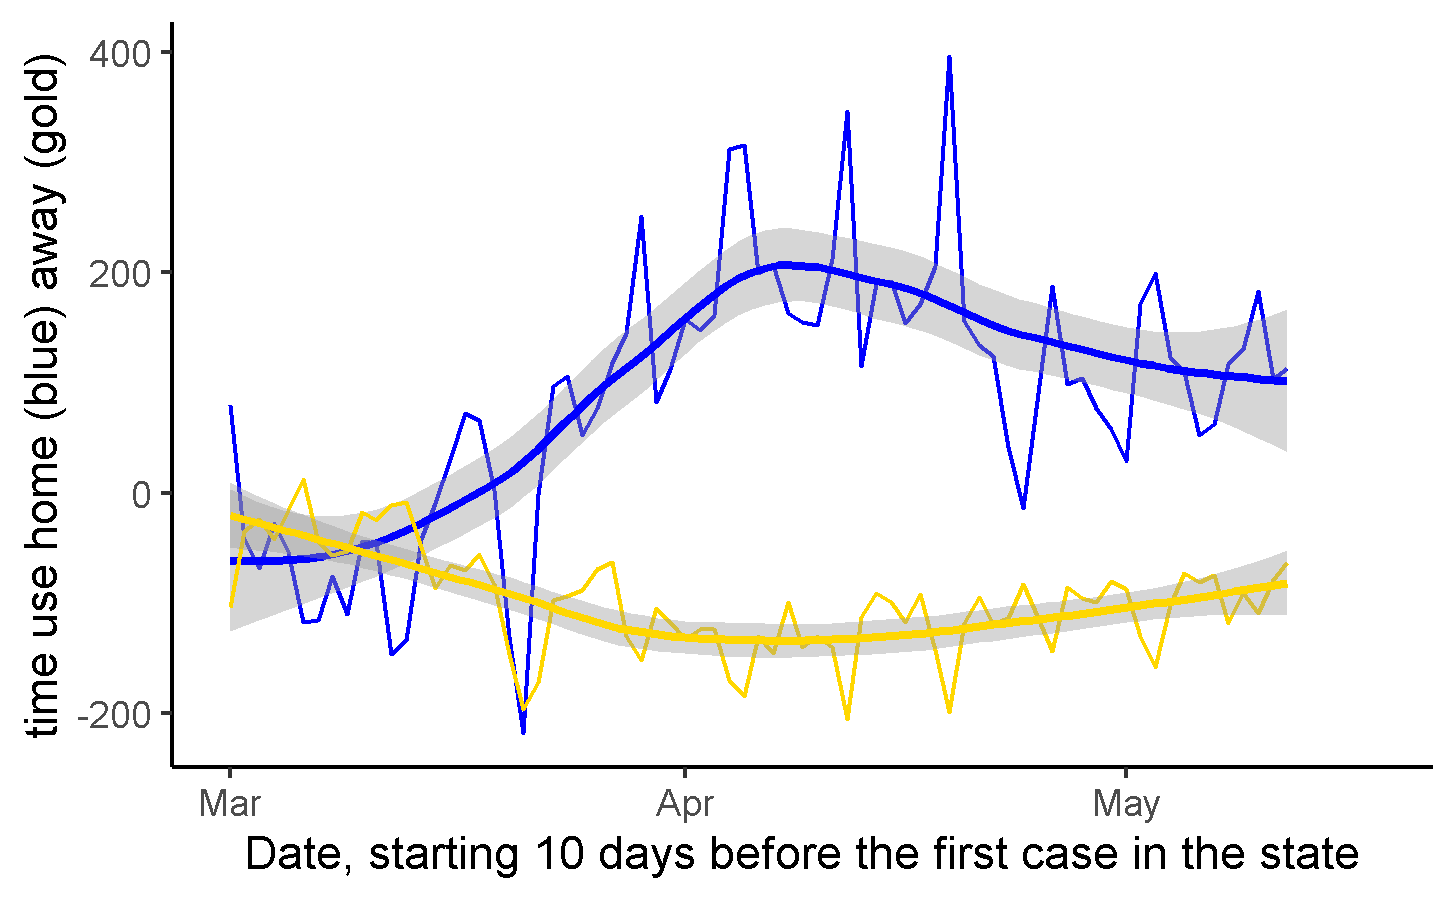 time use home (blue) away (gold)
400
200
0
-200
Mar
Apr
May
Date, starting 10 days before the first case in the state